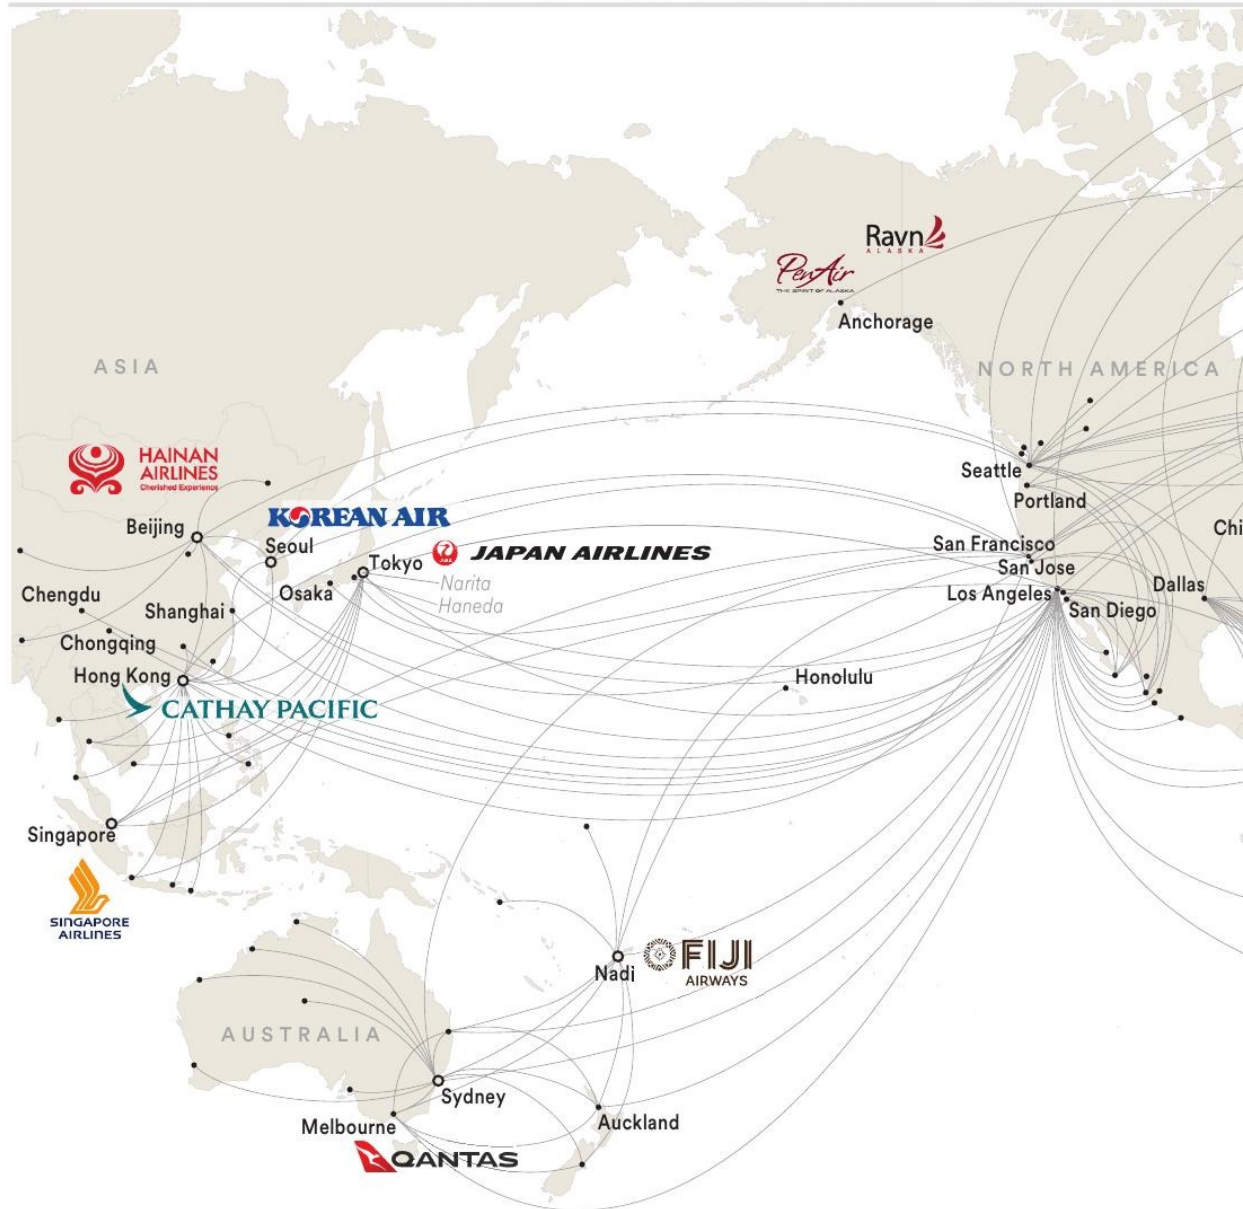 Ravn
ALASKA
PenAir
THE SPIRIT OF ALASKA
Anchorage
ASIA
NORTH AMERICA
HAINAN
AIRLINES
Cherished Experience
Seattle
Portland
KOREAN AIR
Beijing
Seoul
JAPAN AIRLINES
JAL
Tokyo
Narita
Haneda
San Francisco
San Jose
Chi
Chengdu
Shanghai
Osaka
Los Angeles
San Diego
Dallas
Chongqing
Hong Kong
Honolulu
CATHAY PACIFIC
Singapore
SINGAPORE
AIRLINES
Nadi
FIJI
AIRWAYS
AUSTRALIA
Sydney
Melbourne
Auckland
QANTAS